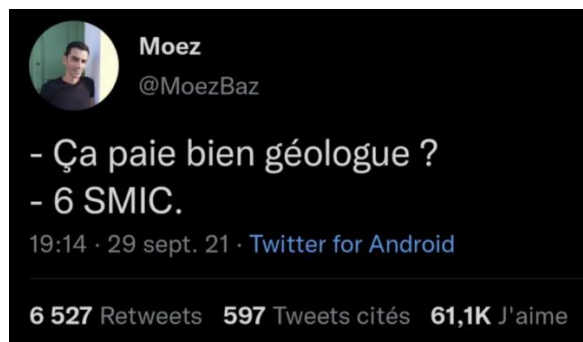 Moez
@MoezBaz
- Ça paie bien géologue ?
- 6 SMIC.
19:14 · 29 sept. 21 · Twitter for Android
6 527 Retweets 597 Tweets cités 61,1K J'aime